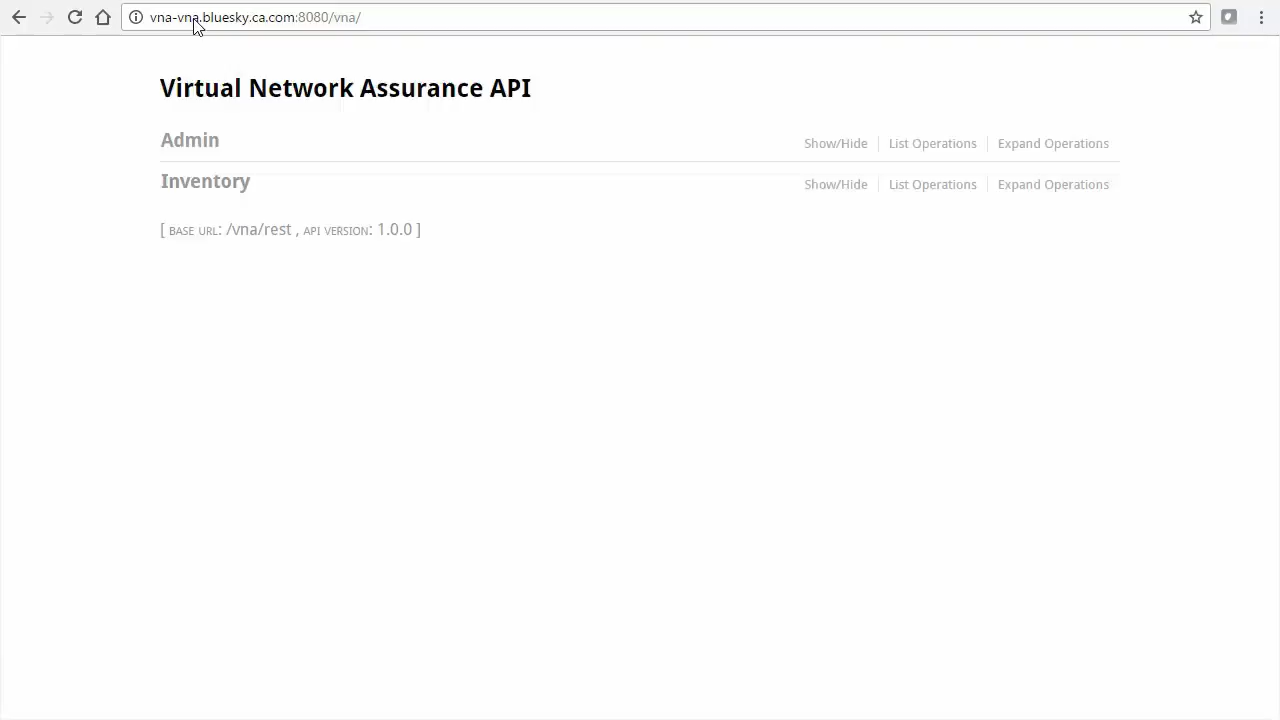 vna-vna.bluesky.ca.com:8080/vna/
Virtual Network Assurance API
Admin Show/Hide List Operations Expand Operations
Inventory Show/Hide List Operations Expand Operations
[ BASE URL: /vna/rest , API VERSION: 1.0.0 ]